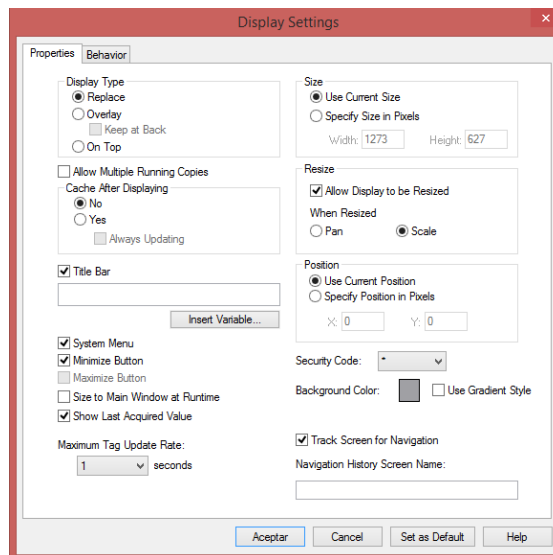 Display Settings
Properties
Behavior
Display Type
Replace
Overlay
Keep at Back
On Top
Allow Multiple Running Copies
Cache After Displaying
No
Yes
Always Updating
Title Bar
Insert Variable...
System Menu
Minimize Button
Maximize Button
Size to Main Window at Runtime
Show Last Acquired Value
Maximum Tag Update Rate:
1 seconds
Size
Use Current Size
Specify Size in Pixels
Width: 1273 Height: 627
Resize
Allow Display to be Resized
When Resized
Pan Scale
Position
Use Current Position
Specify Position in Pixels
X: 0 Y: 0
Security Code: *
Background Color: Use Gradient Style
Track Screen for Navigation
Navigation History Screen Name:
Aceptar Cancel Set as Default Help